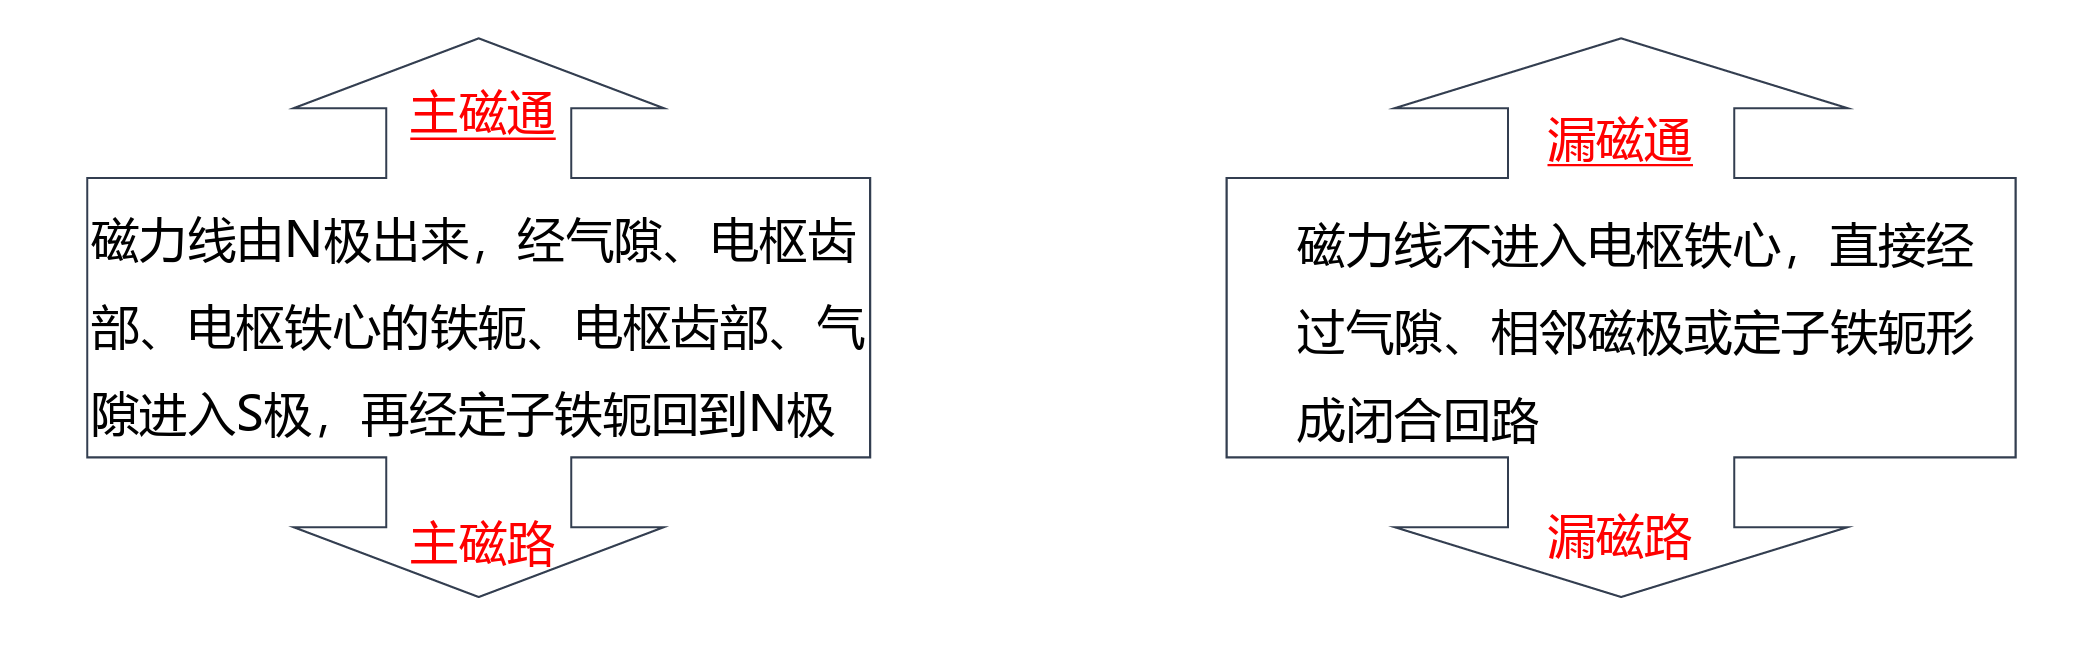 主磁通
磁力线由N极出来，经气隙、电枢齿
部、电枢铁心的铁轭、电枢齿部、气
隙进入S极，再经定子铁轭回到N极
主磁路
漏磁通
磁力线不进入电枢铁心，直接经
过气隙、相邻磁极或定子铁轭形
成闭合回路
漏磁路